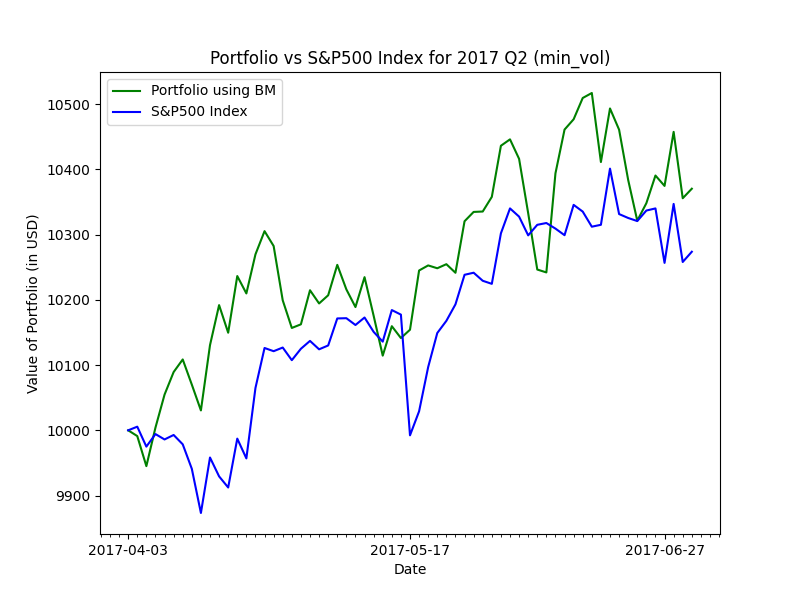 Portfolio vs S&P500 Index for 2017 Q2 (min_vol)
Portfolio using BM
S&P500 Index
10500
10400
10300
10200
10100
10000
9900
Value of Portfolio (in USD)
2017-04-03
2017-05-17
2017-06-27
Date